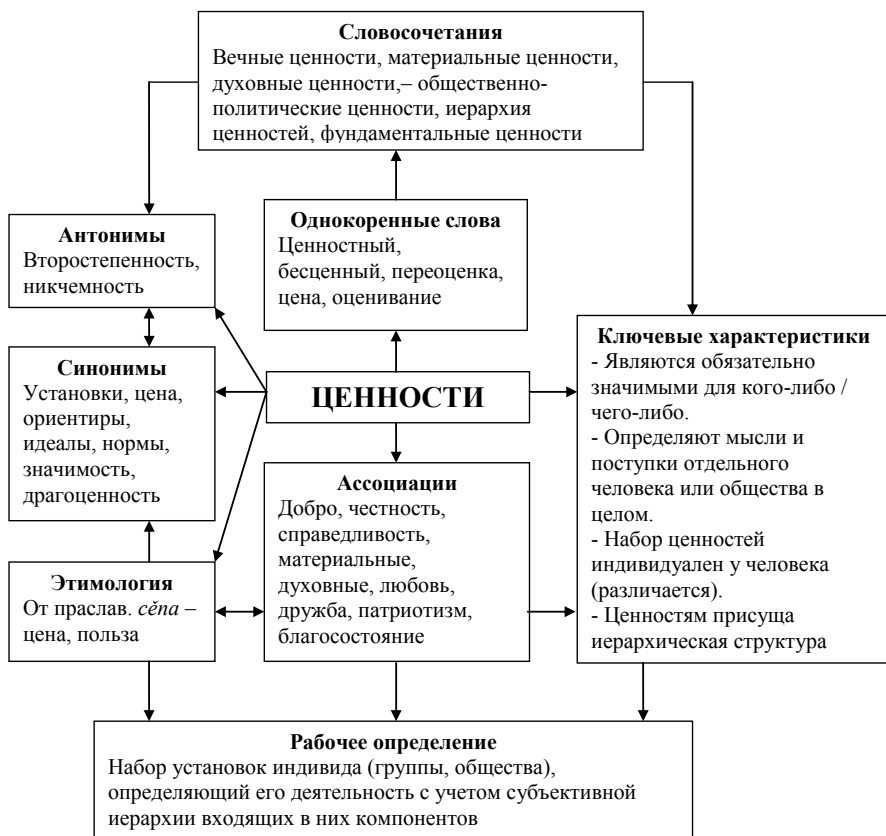 Словосочетания
Вечные ценности, материальные ценности,
духовные ценности,– общественно-
политические ценности, иерархия
ценностей, фундаментальные ценности
Антонимы
Второстепенность,
никчемность
Однокоренные слова
Ценностный,
бесценный, переоценка,
цена, оценивание
Синонимы
Установки, цена,
ориентиры,
идеалы, нормы,
значимость,
драгоценность
ЦЕННОСТИ
Ключевые характеристики
- Являются обязательно
значимыми для кого-либо /
чего-либо.
- Определяют мысли и
поступки отдельного
человека или общества в
целом.
- Набор ценностей
индивидуален у человека
(различается).
- Ценностям присуща
иерархическая структура
Этимология
От праслав. cěna –
цена, польза
Ассоциации
Добро, честность,
справедливость,
материальные,
духовные, любовь,
дружба, патриотизм,
благосостояние
Рабочее определение
Набор установок индивида (группы, общества),
определяющий его деятельность с учетом субъективной
иерархии входящих в них компонентов